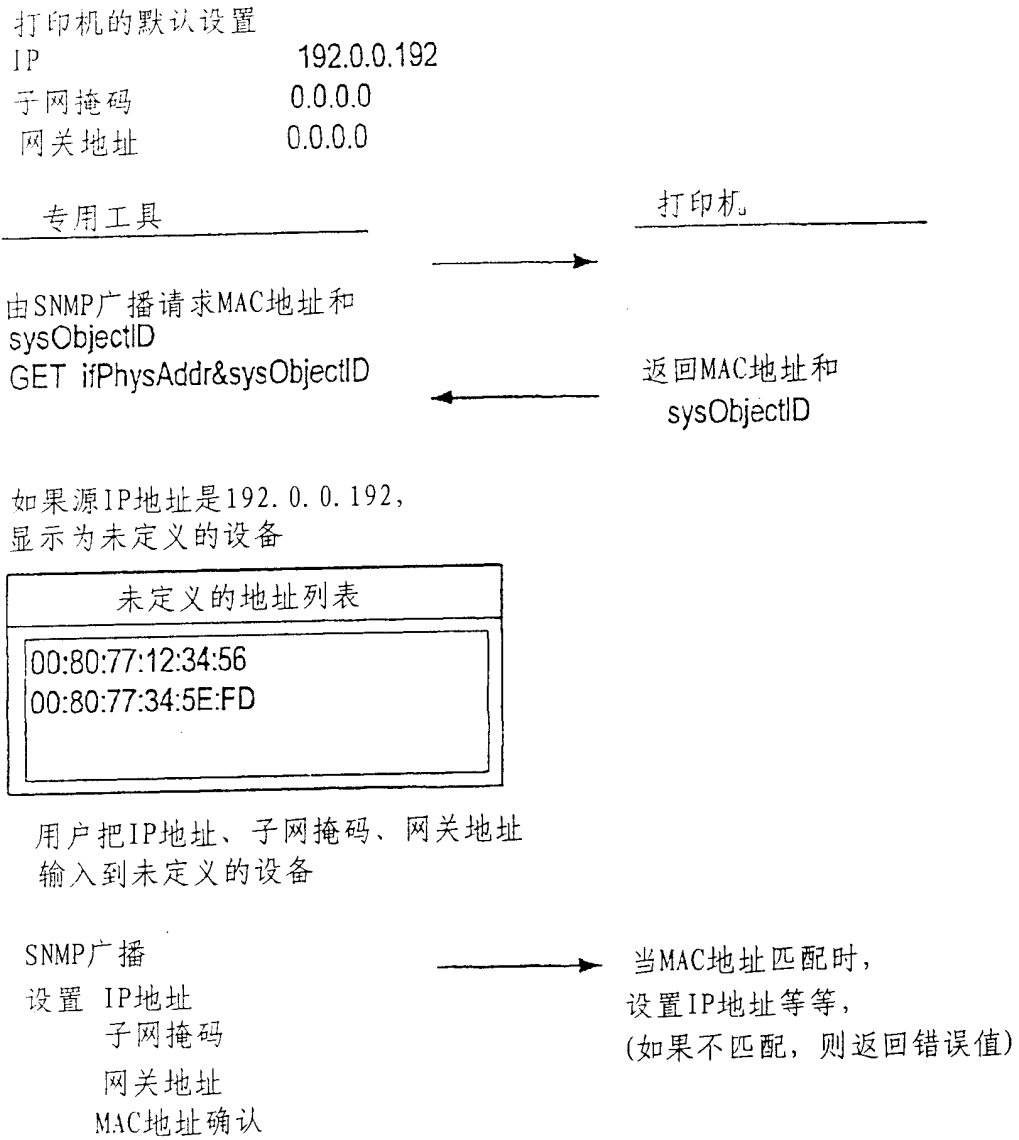 打印机的默认设置
IP 192.0.0.192
子网掩码 0.0.0.0
网关地址 0.0.0.0
专用工具 打印机
由SNMP广播请求MAC地址和
sysObjectID
GET ifPhysAddr&sysObjectID
返回MAC地址和
sysObjectID
如果源IP地址是192.0.0.192,
显示为未定义的设备
未定义的地址列表
00:80:77:12:34:56
00:80:77:34:5E:FD
用户把IP地址、子网掩码、网关地址
输入到未定义的设备
SNMP广播
设置 IP地址
子网掩码
网关地址
MAC地址确认
当MAC地址匹配时,
设置IP地址等等,
(如果不匹配, 则返回错误值)